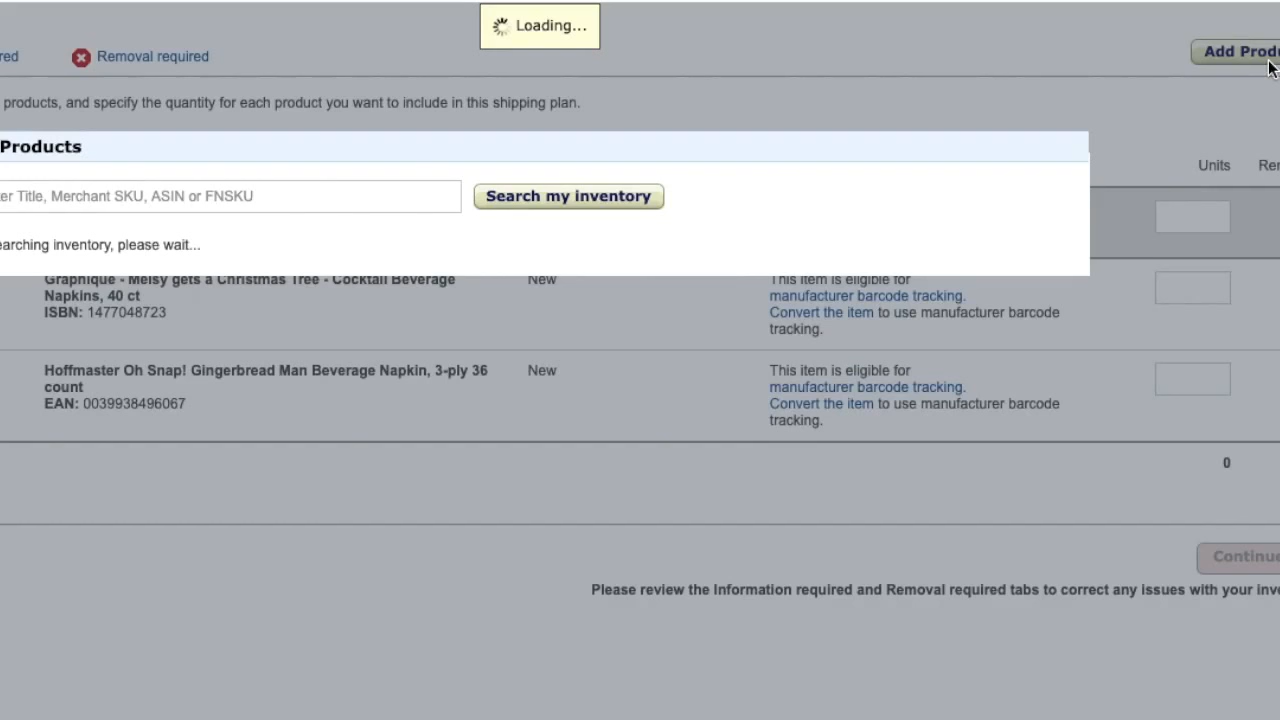 Loading...
red
Removal required
Add Produ
products, and specify the quantity for each product you want to include in this shipping plan.
Products
er Title, Merchant SKU, ASIN or FNSKU
Search my inventory
earching inventory, please wait...
Units
Rem
Graphique - Meisy gets a Christmas Tree - Cocktail Beverage
Napkins, 40 ct
ISBN: 1477048723
New
This item is eligible for
manufacturer barcode tracking.
Convert the item to use manufacturer barcode
tracking.
Hoffmaster Oh Snap! Gingerbread Man Beverage Napkin, 3-ply 36
count
EAN: 0039938496067
New
This item is eligible for
manufacturer barcode tracking.
Convert the item to use manufacturer barcode
tracking.
0
Continue
Please review the Information required and Removal required tabs to correct any issues with your inve